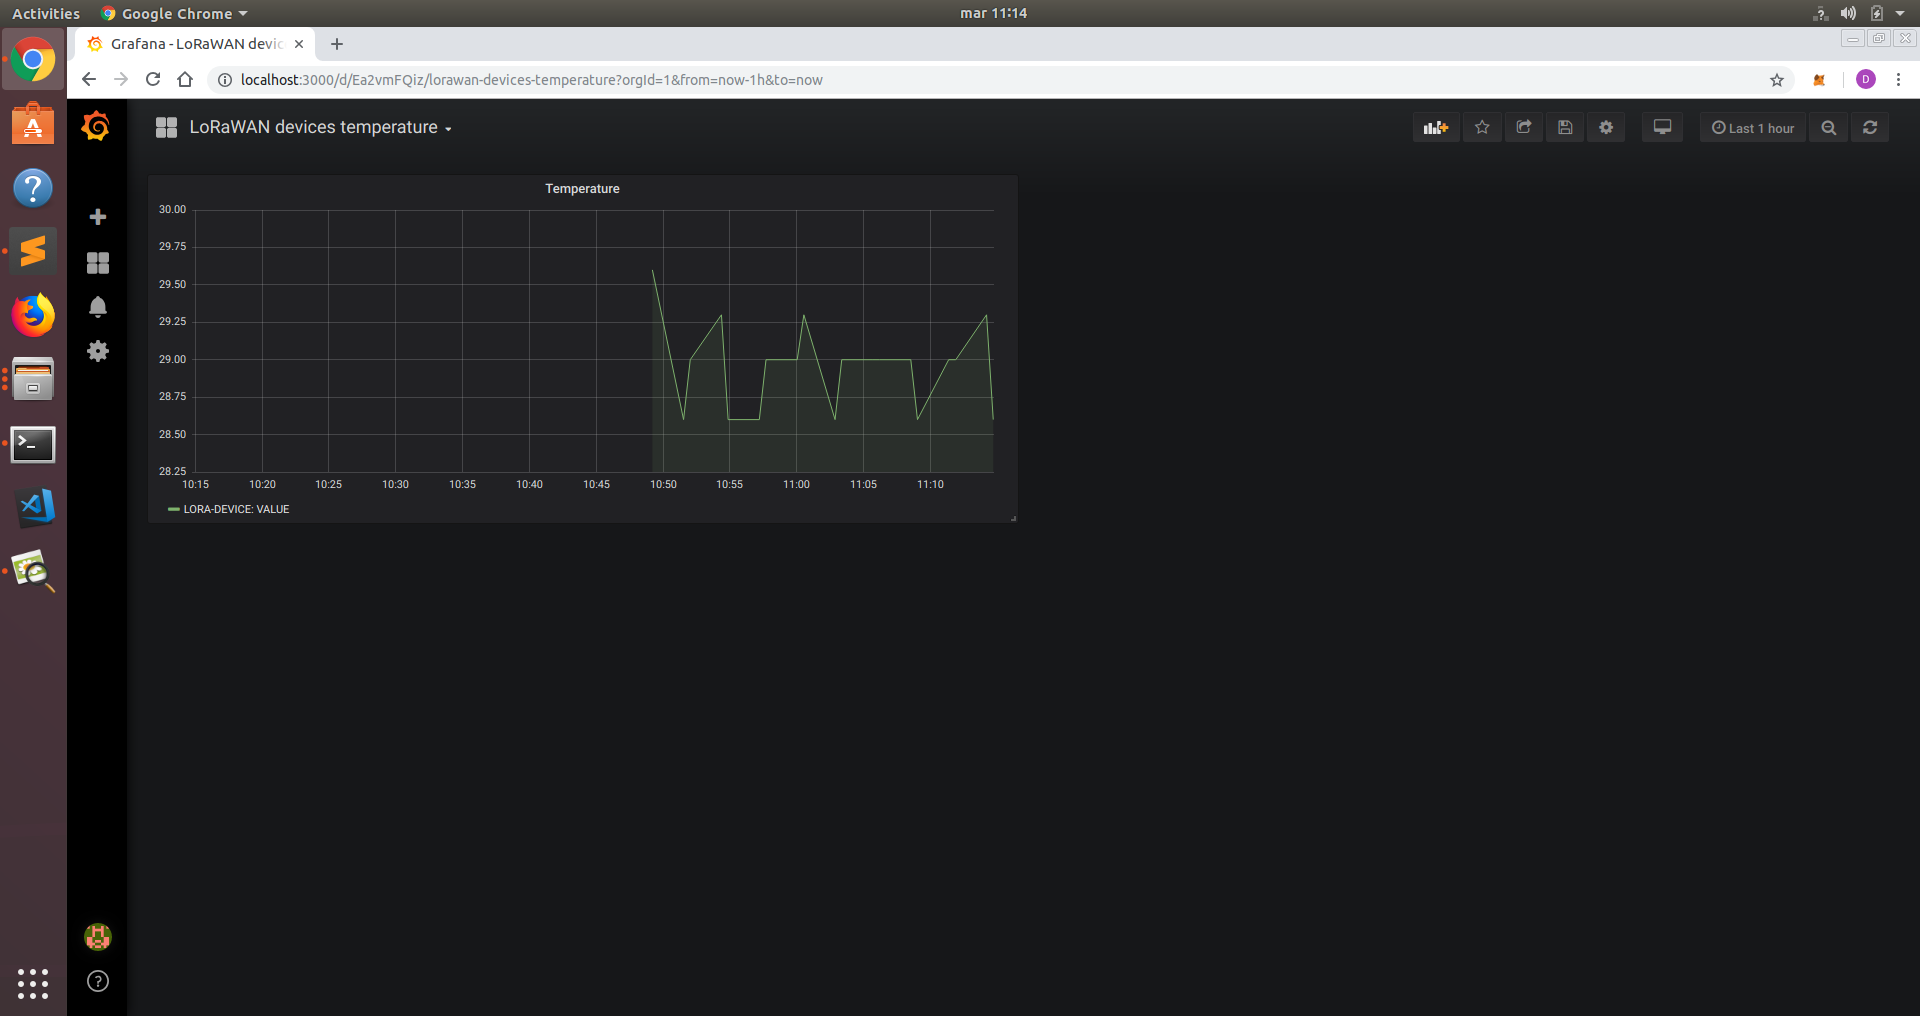 Activities Google Chrome mar 11:14
Grafana - LoRaWAN devic
localhost:3000/d/Ea2vmFQiz/lorawan-devices-temperature?orgId=1&from=now-1h&to=now
D
LoRaWAN devices temperature
Last 1 hour
Temperature
30.00
29.75
29.50
29.25
29.00
28.75
28.50
28.25
10:15 10:20 10:25 10:30 10:35 10:40 10:45 10:50 10:55 11:00 11:05 11:10
LORA-DEVICE: VALUE